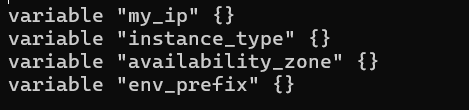 variable "my_ip" {}
variable "instance_type" {}
variable "availability_zone" {}
variable "env_prefix" {}